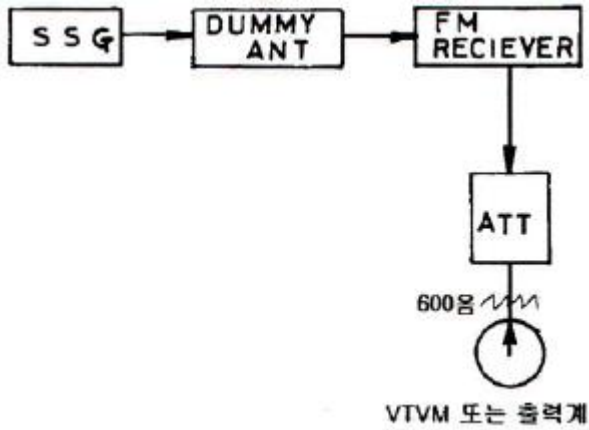 SSG
DUMMY
ANT
FM
RECIEVER
ATT
600옴
VTVM 또는 출력계